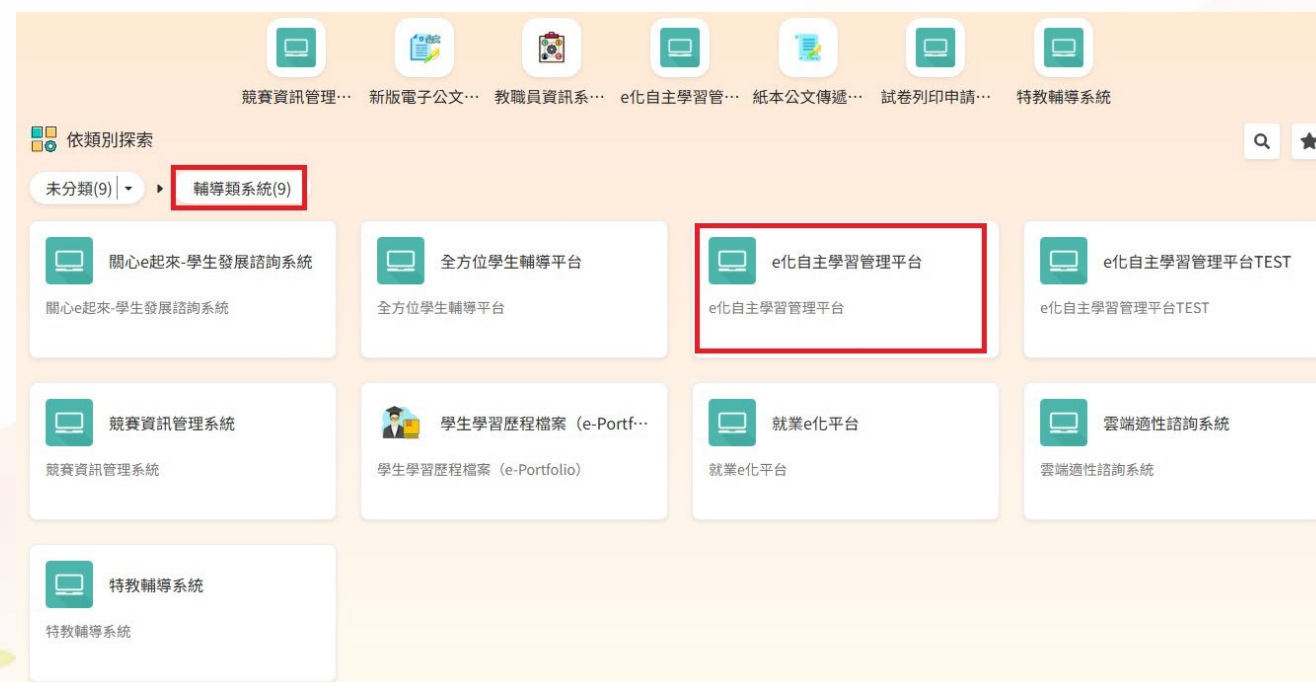 競賽資訊管理… 新版電子公文… 教職員資訊系… e化自主學習管… 紙本公文傳遞… 試卷列印申請… 特教輔導系統
依類別探索
未分類(9) 輔導類系統(9)
關心e起來-學生發展諮詢系統 全方位學生輔導平台 e化自主學習管理平台 e化自主學習管理平台TEST
關心e起來-學生發展諮詢系統 全方位學生輔導平台 e化自主學習管理平台 e化自主學習管理平台TEST
競賽資訊管理系統 學生學習歷程檔案（e-Portf… 就業e化平台 雲端適性諮詢系統
競賽資訊管理系統 學生學習歷程檔案（e-Portfolio） 就業e化平台 雲端適性諮詢系統
特教輔導系統
特教輔導系統